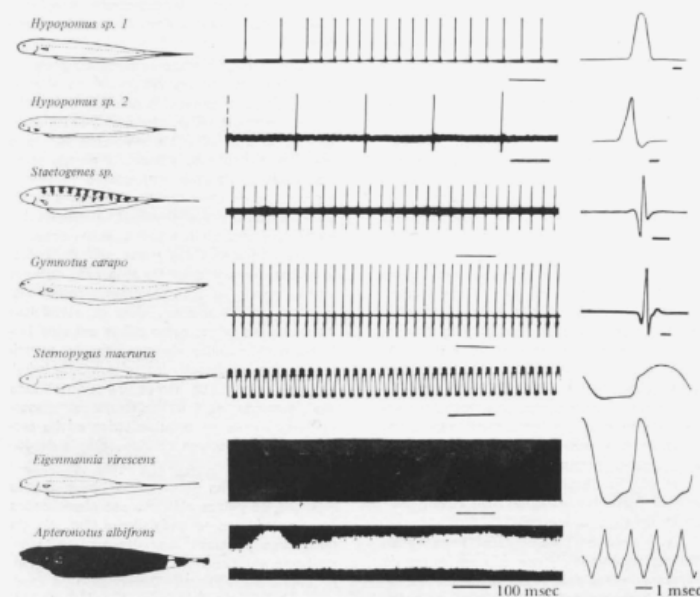 Hypopomus sp. 1
Hypopomus sp. 2
Staetogenes sp.
Gymnotus carapo
Sternopygus macrurus
Eigenmannia virescens
Apteronotus albifrons
100 msec
1 msec